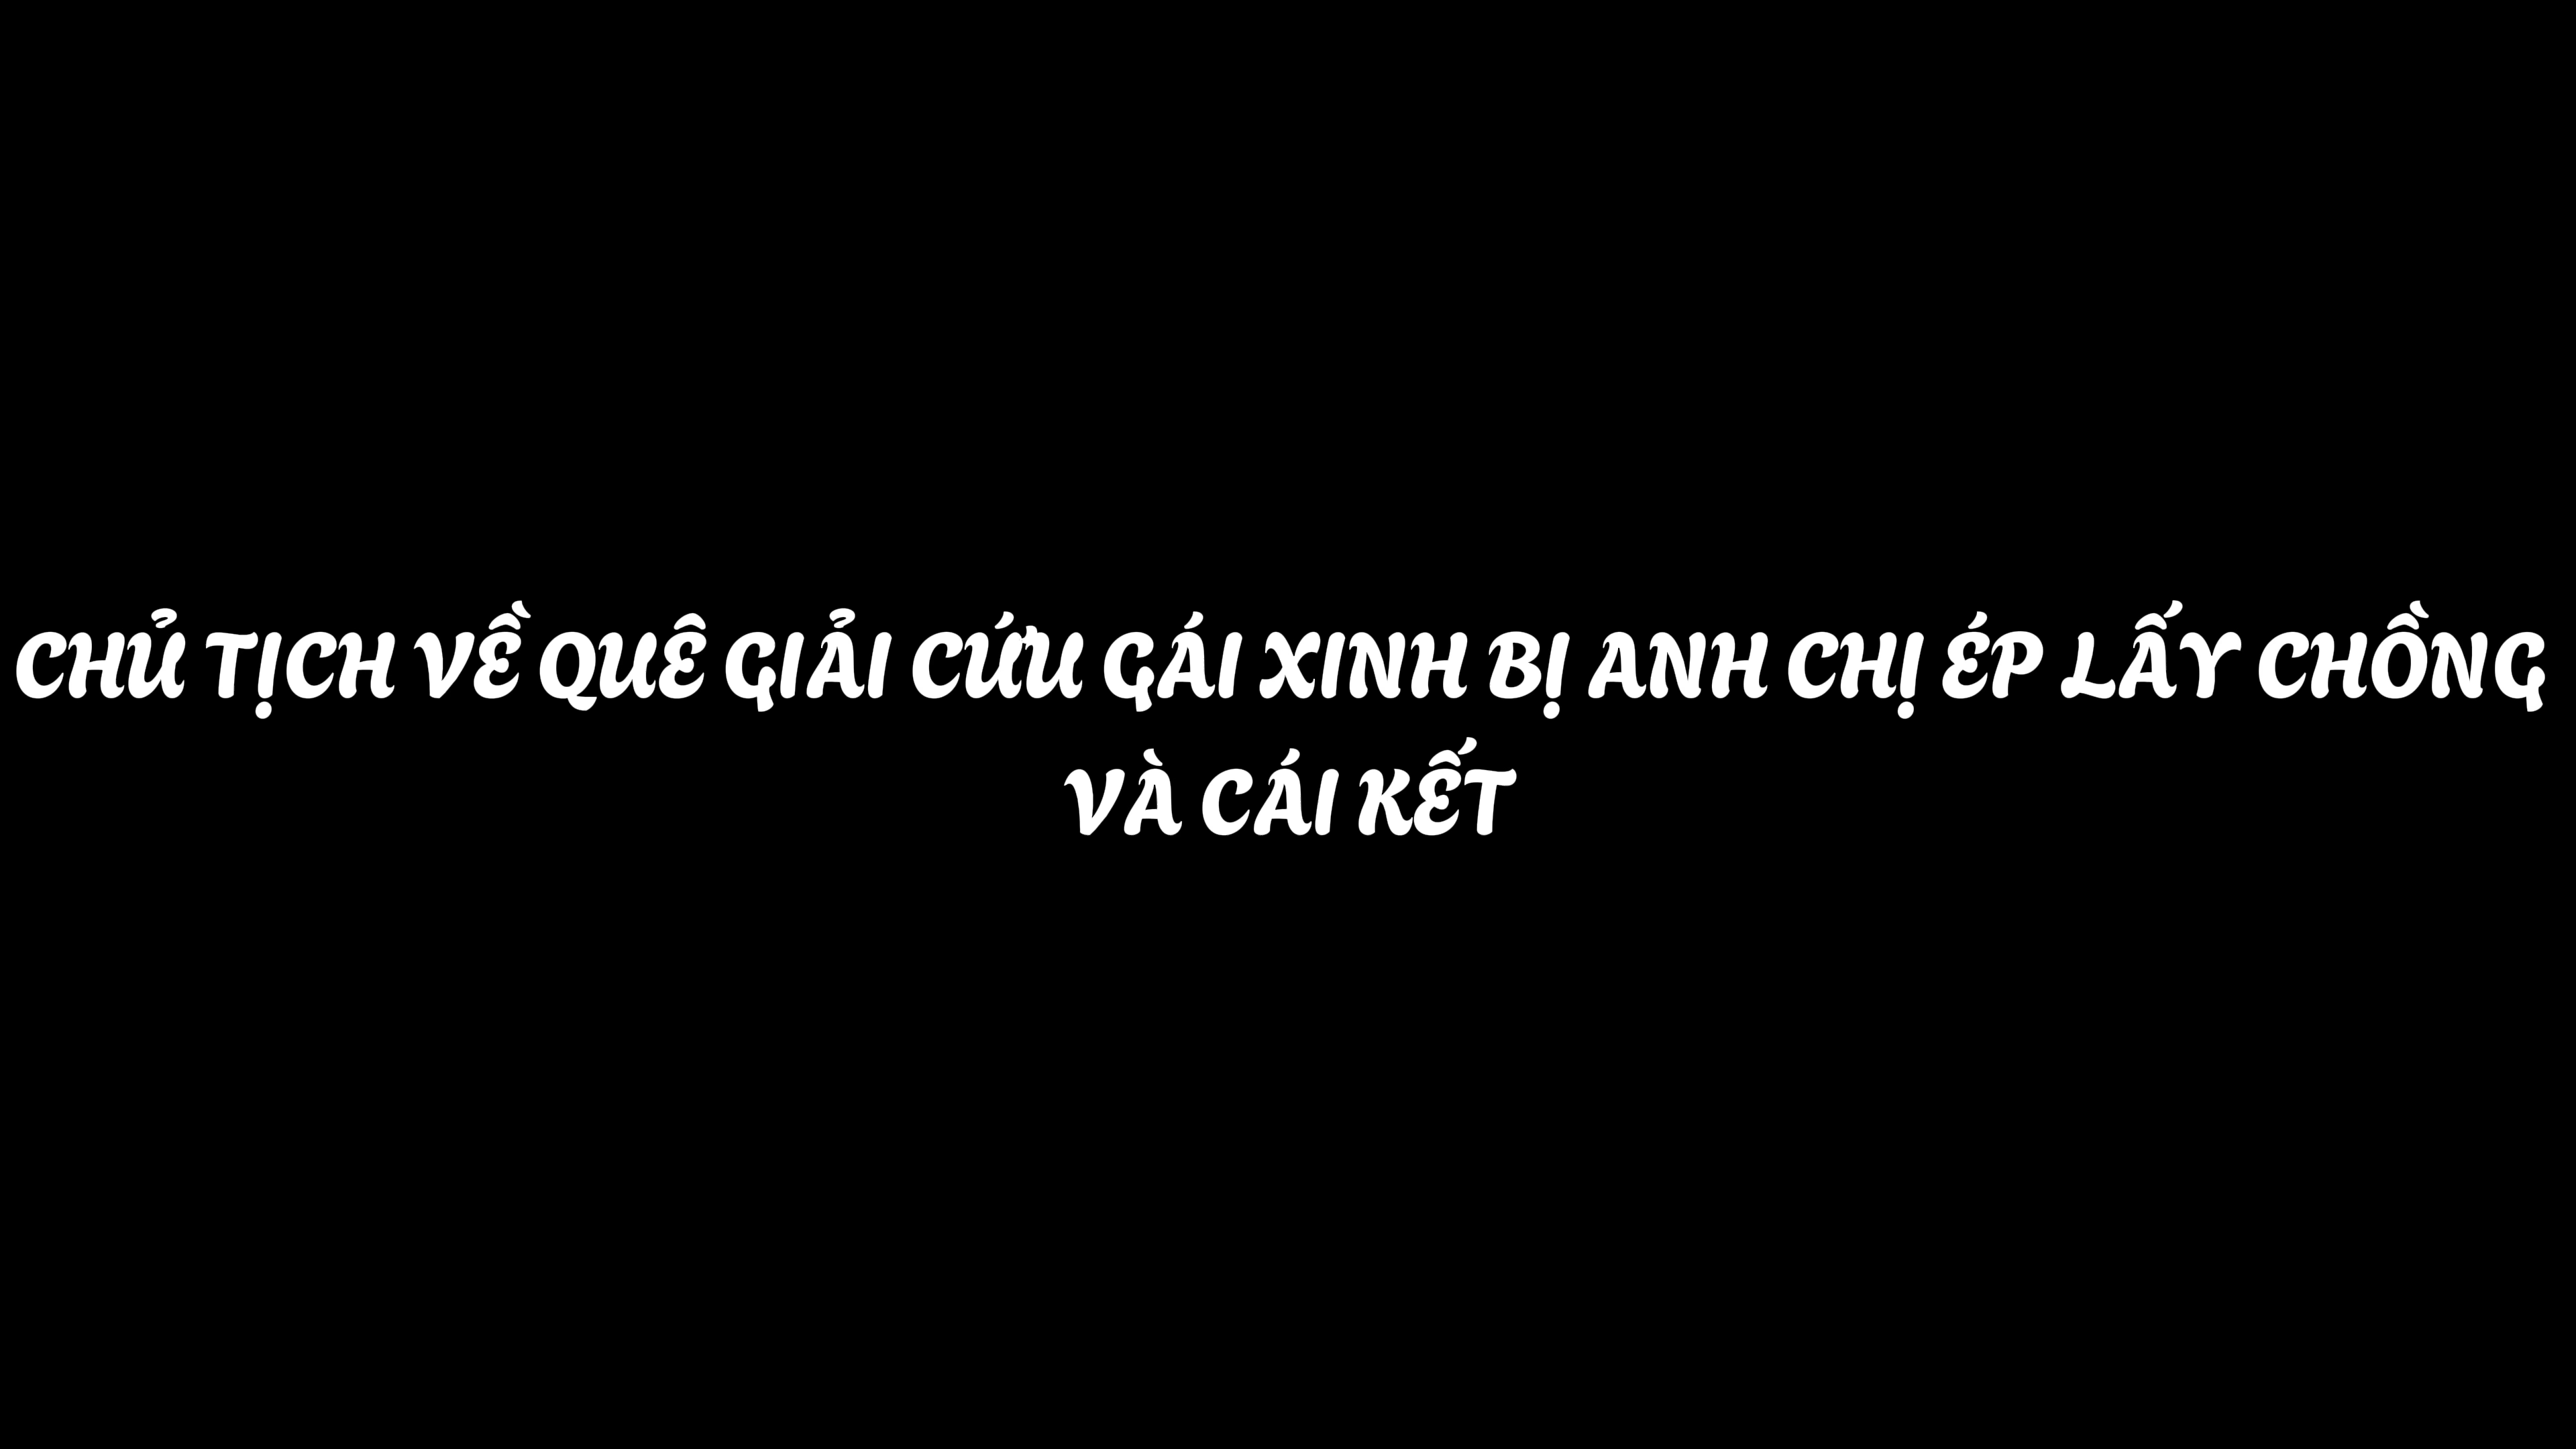 CHỦ TỊCH VỀ QUÊ GIẢI CỨU GÁI XINH BỊ ANH CHỊ ÉP LẤY CHỒNG
VÀ CÁI KẾT